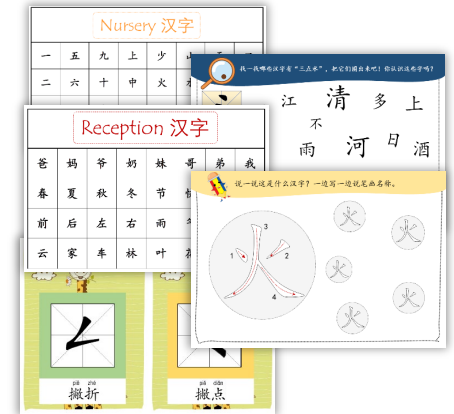 Nursery 汉字
一 五 九 上 少 山
二 六 十 中 火
Reception 汉字
爸 妈 爷 奶 妹 哥 弟 我
春 夏 秋 冬 节
前 后 左 右 雨
云 家 车 林 叶
找一找哪些汉字有“三点水”，把它们圈出来吧！你认识这些字吗？
江 清 多 上
不
雨 河 日 酒
说一说这是什么汉字？一边写一边说笔画名称。
3
1 火 2
4
火
火
火
火
火
piě zhé
撇折
piě diǎn
撇点